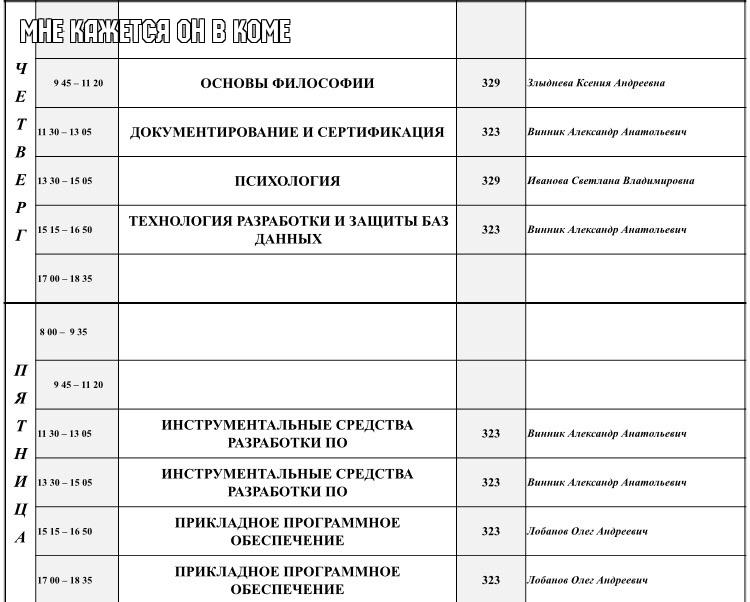 МНЕ КАЖЕТСЯ ОН В КОМЕ
ЧЕТВЕРГ
9 45 – 11 20 ОСНОВЫ ФИЛОСОФИИ 329 Злыднева Ксения Андреевна
11 30 – 13 05 ДОКУМЕНТИРОВАНИЕ И СЕРТИФИКАЦИЯ 323 Винник Александр Анатольевич
13 30 – 15 05 ПСИХОЛОГИЯ 329 Иванова Светлана Владимировна
15 15 – 16 50 ТЕХНОЛОГИЯ РАЗРАБОТКИ И ЗАЩИТЫ БАЗ
ДАННЫХ 323 Винник Александр Анатольевич
17 00 – 18 35
ПЯТНИЦА
8 00 – 9 35
9 45 – 11 20
11 30 – 13 05 ИНСТРУМЕНТАЛЬНЫЕ СРЕДСТВА
РАЗРАБОТКИ ПО 323 Винник Александр Анатольевич
13 30 – 15 05 ИНСТРУМЕНТАЛЬНЫЕ СРЕДСТВА
РАЗРАБОТКИ ПО 323 Винник Александр Анатольевич
15 15 – 16 50 ПРИКЛАДНОЕ ПРОГРАММНОЕ
ОБЕСПЕЧЕНИЕ 323 Лобанов Олег Андреевич
17 00 – 18 35 ПРИКЛАДНОЕ ПРОГРАММНОЕ
ОБЕСПЕЧЕНИЕ 323 Лобанов Олег Андреевич